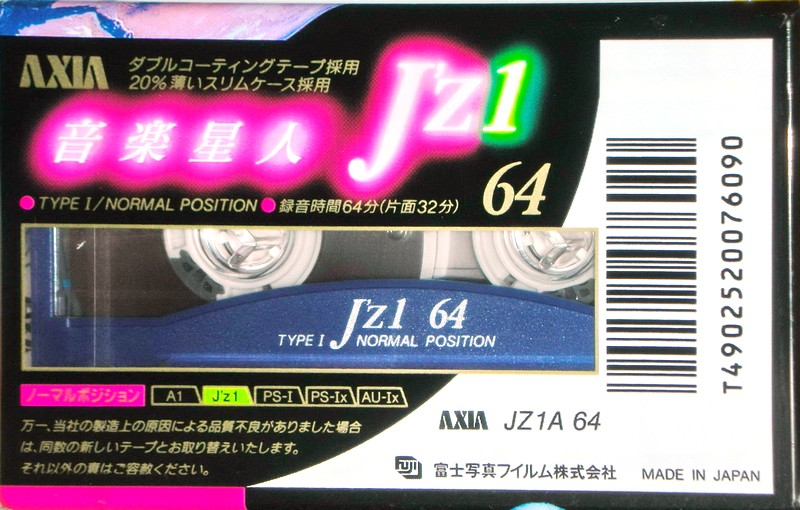 AXIA
ダブルコーティングテープ採用
20%薄いスリムケース採用
J'z1
音楽星人
64
●TYPE I/NORMAL POSITION ●録音時間64分(片面32分)
J'z1 64
TYPE I NORMAL POSITION
ノーマルポジション A1 J'z1 PS-I PS-Ix AU-Ix
万一、当社の製造上の原因による品質不良がありました場合
は、同数の新しいテープとお取り替えいたします。
それ以外の責はご容赦ください。
AXIA JZ1A 64
FUJI 富士写真フイルム株式会社 MADE IN JAPAN
T4902520076090